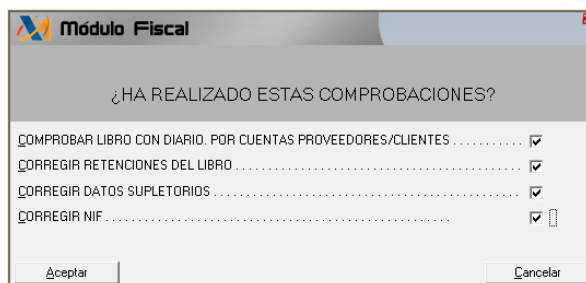 Módulo Fiscal
¿HA REALIZADO ESTAS COMPROBACIONES?
COMPROBAR LIBRO CON DIARIO. POR CUENTAS PROVEEDORES/CLIENTES . . . . . . . . . . .
CORREGIR RETENCIONES DEL LIBRO . . . . . . . . . . . . . . . . . . . . . . . . . . . . . . . . . . . . . . . . . . . .
CORREGIR DATOS SUPLETORIOS . . . . . . . . . . . . . . . . . . . . . . . . . . . . . . . . . . . . . . . . . . . . . . . .
CORREGIR NIF . . . . . . . . . . . . . . . . . . . . . . . . . . . . . . . . . . . . . . . . . . . . . . . . . . . . .
Aceptar Cancelar